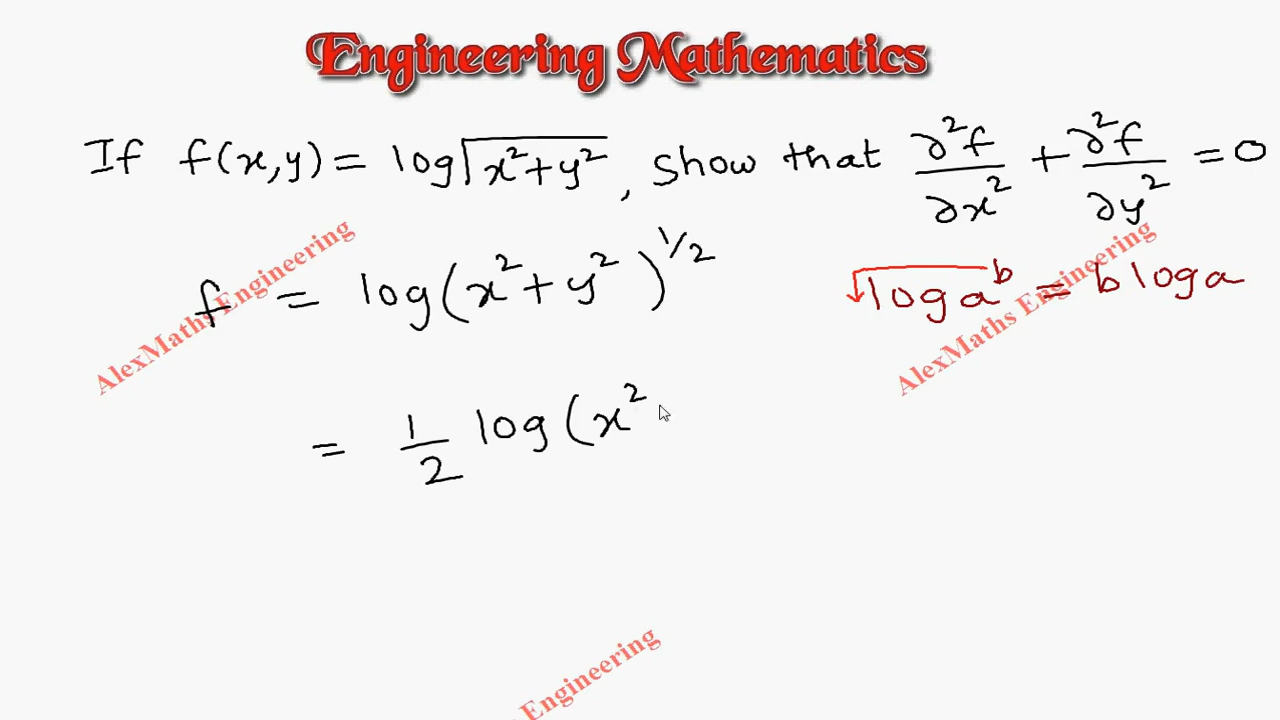 Engineering Mathematics
If f(x,y) = log√(x²+y²), Show that ∂²f/∂x² + ∂²f/∂y² = 0
f = log(x²+y²)^1/2
log a^b = b log a
AlexMaths Engineering
AlexMaths Engineering
= 1/2 log(x²
AlexMaths Engineering